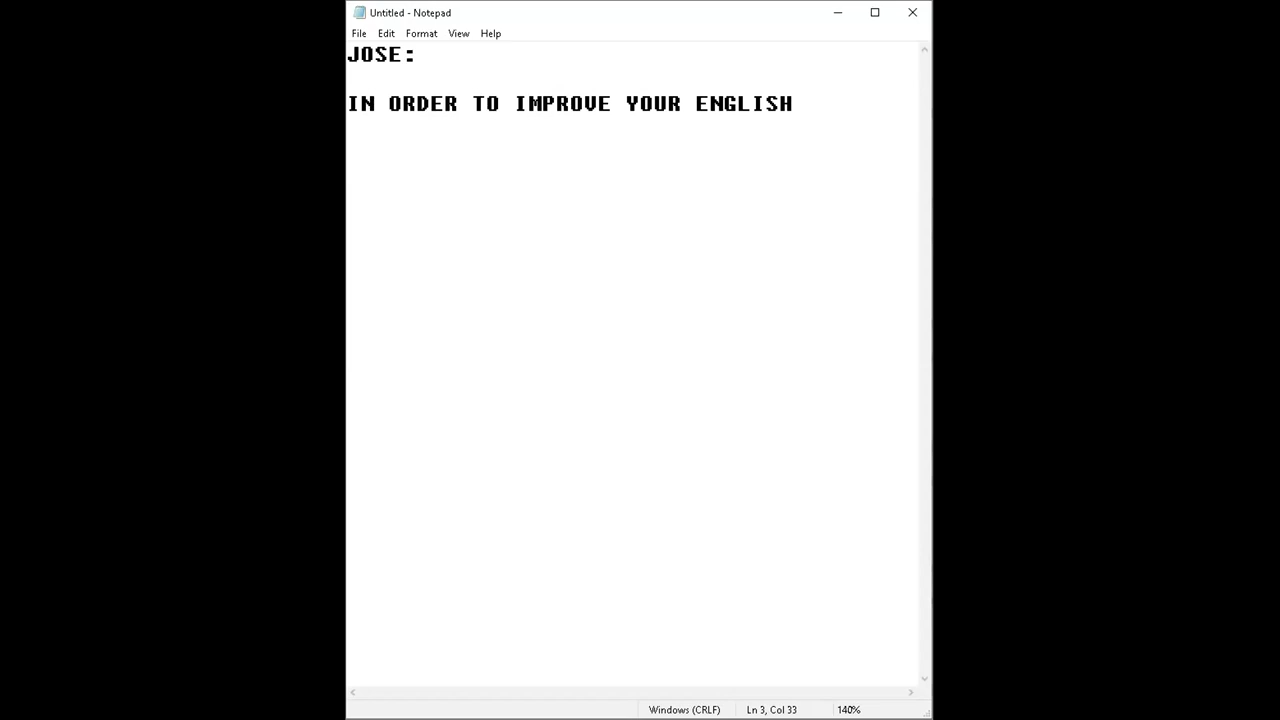 Untitled - Notepad
File Edit Format View Help
JOSE:
IN ORDER TO IMPROVE YOUR ENGLISH
Windows (CRLF) Ln 3, Col 33 140%